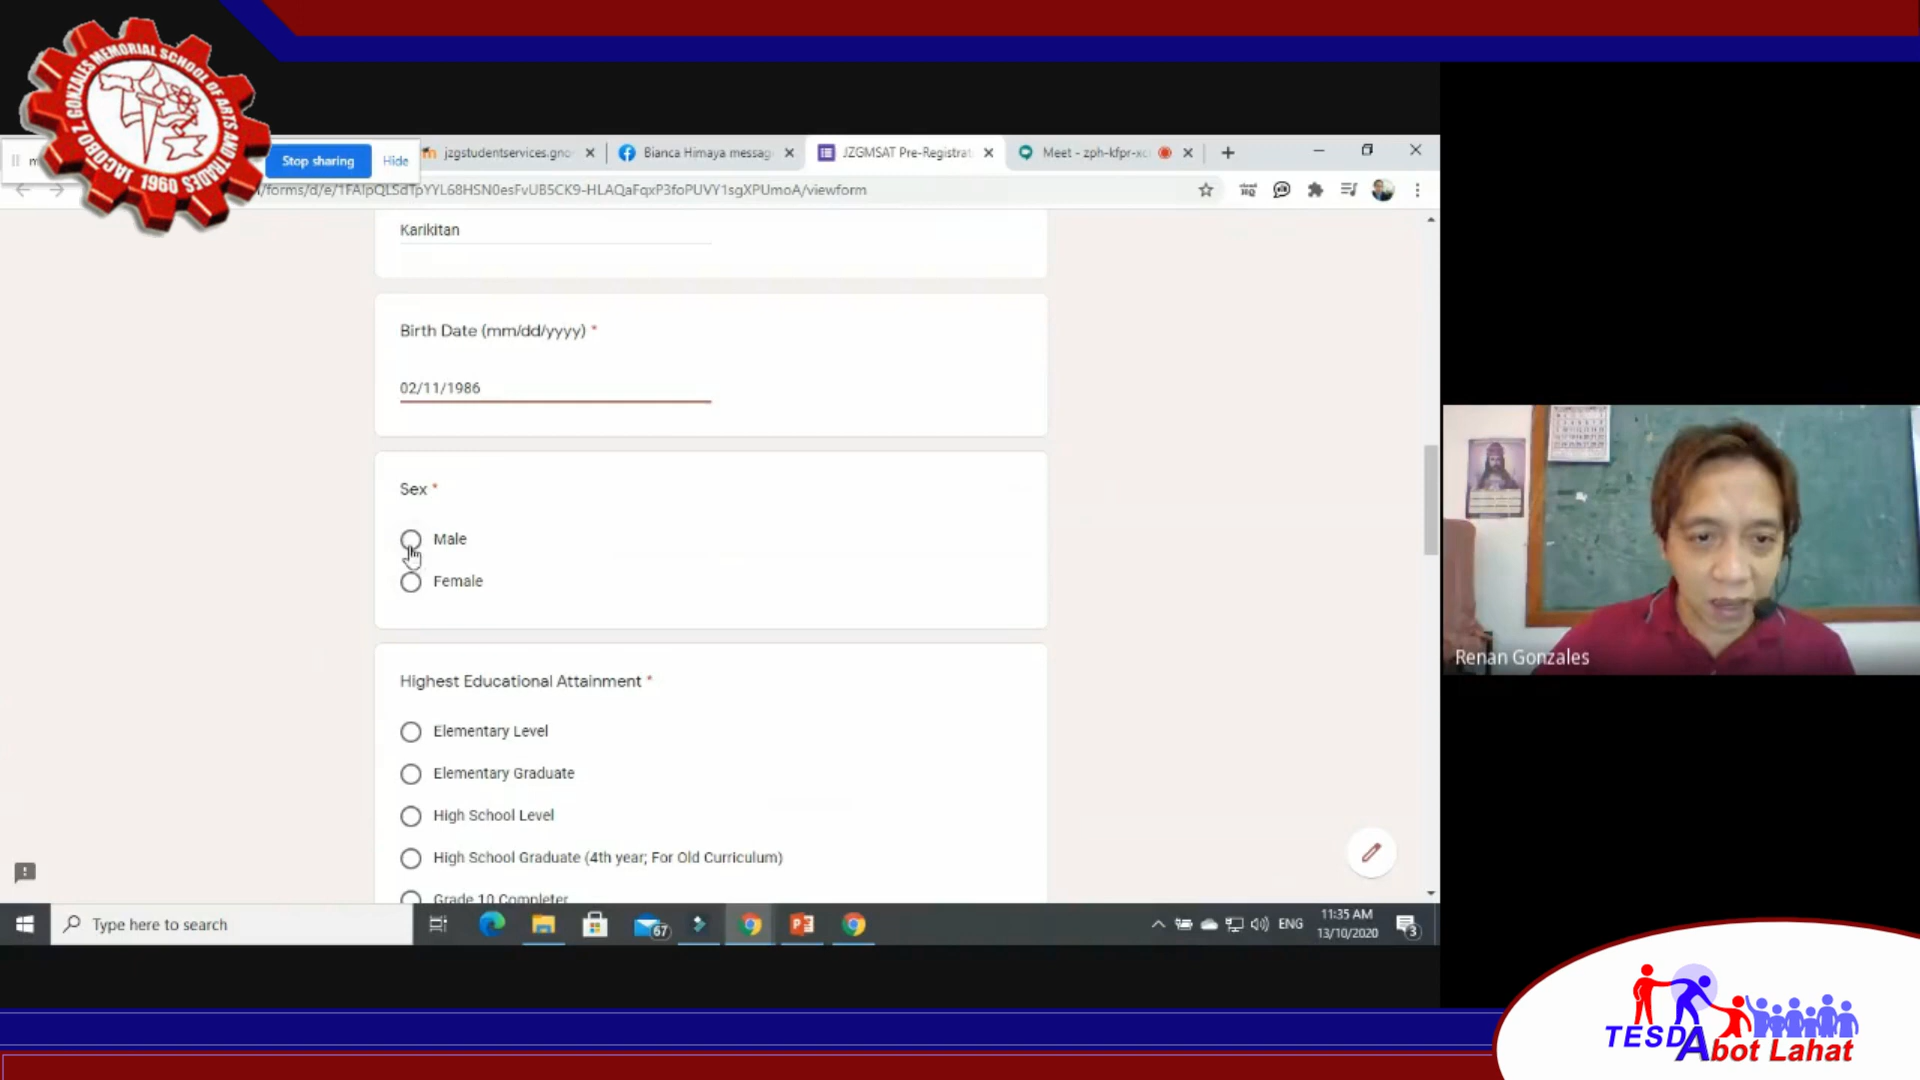 JACOBO Z. GONZALES MEMORIAL SCHOOL OF ARTS AND TRADES
1960
Stop sharing
Hide
jzgstudentservices.gno
Bianca Himaya messag
JZGMSAT Pre-Registrat
Meet - zph-kfpr-xc
/forms/d/e/1FAIpQLSdTpYYL68HSN0esFvUB5CK9-HLAQaFqxP3foPUVY1sgXPUmoA/viewform
Karikitan
Birth Date (mm/dd/yyyy) *
02/11/1986
Sex *
Male
Female
Highest Educational Attainment *
Elementary Level
Elementary Graduate
High School Level
High School Graduate (4th year; For Old Curriculum)
Grade 10 Completer
Renan Gonzales
Type here to search
67
ENG
11:35 AM
13/10/2020
3
TESDA
Abot Lahat